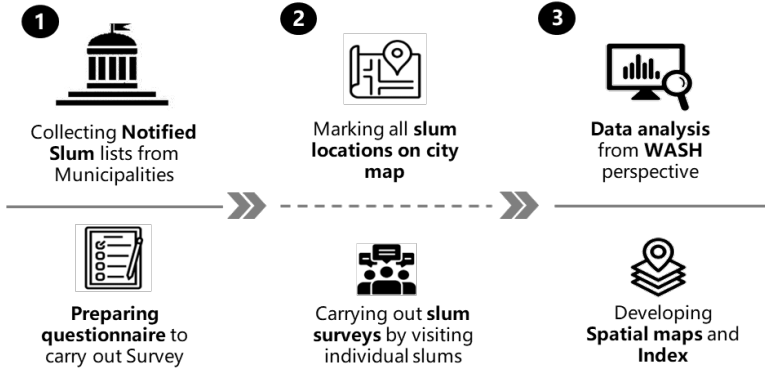 1
Collecting Notified
Slum lists from
Municipalities
Preparing
questionnaire to
carry out Survey
2
Marking all slum
locations on city
map
Carrying out slum
surveys by visiting
individual slums
3
Data analysis
from WASH
perspective
Developing
Spatial maps and
Index